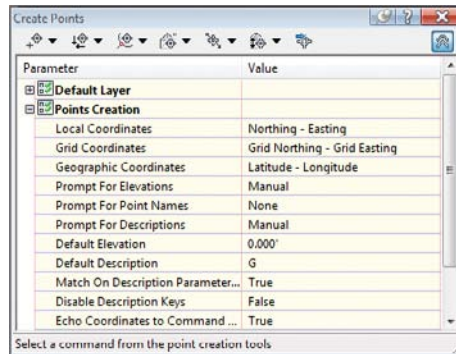 Create Points
Parameter Value
Default Layer
Points Creation
Local Coordinates Northing - Easting
Grid Coordinates Grid Northing - Grid Easting
Geographic Coordinates Latitude - Longitude
Prompt For Elevations Manual
Prompt For Point Names None
Prompt For Descriptions Manual
Default Elevation 0.000'
Default Description G
Match On Description Parameter... True
Disable Description Keys False
Echo Coordinates to Command ... True
Select a command from the point creation tools